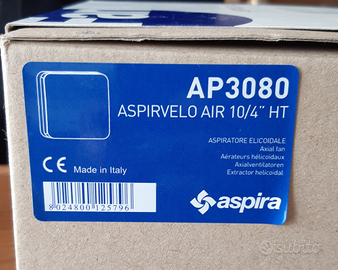 AP3080
ASPIRVELO AIR 10/4" HT
ASPIRATORE ELICOIDALE
Axial fan
Aérateurs hélicoïdaux
Axialventilatoren
Extractor helicoidal
CE Made in Italy
8024800125796
aspira
subito